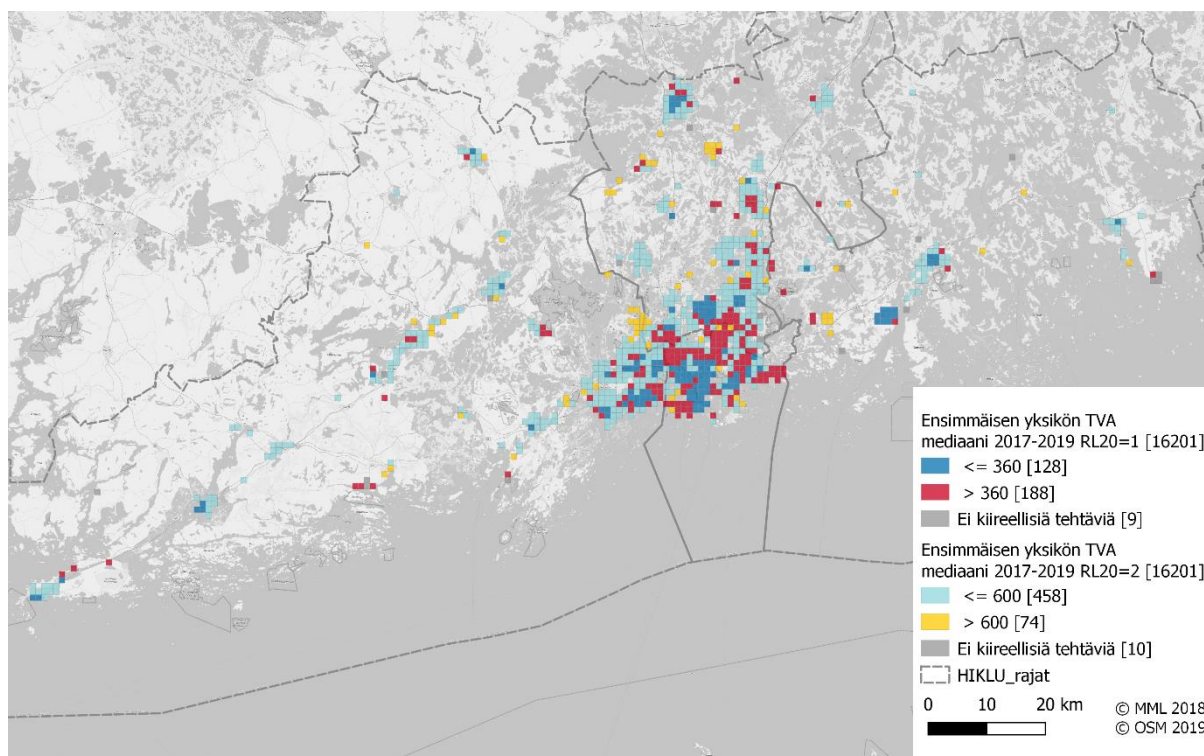 Ensimmäisen yksikön TVA
mediaani 2017-2019 RL20=1 [16201]
<= 360 [128]
> 360 [188]
Ei kiireellisiä tehtäviä [9]
Ensimmäisen yksikön TVA
mediaani 2017-2019 RL20=2 [16201]
<= 600 [458]
> 600 [74]
Ei kiireellisiä tehtäviä [10]
HIKLU_rajat
0 10 20 km
© MML 2018
© OSM 2019